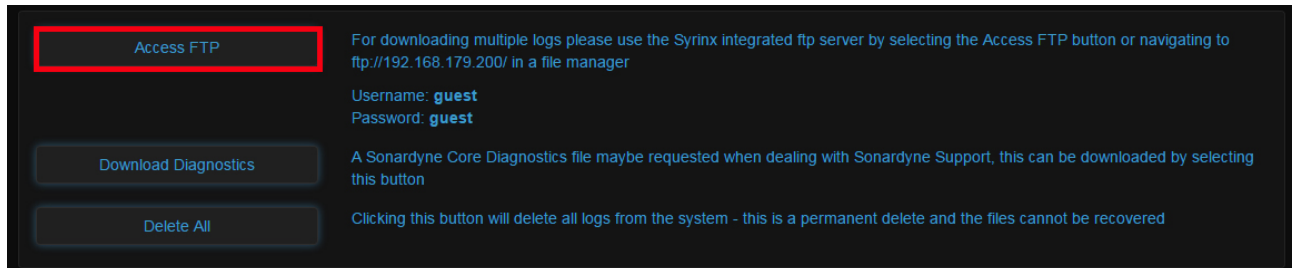 Access FTP
For downloading multiple logs please use the Syrinx integrated ftp server by selecting the Access FTP button or navigating to
ftp://192.168.179.200/ in a file manager
Username: guest
Password: guest
Download Diagnostics
A Sonardyne Core Diagnostics file maybe requested when dealing with Sonardyne Support, this can be downloaded by selecting
this button
Delete All
Clicking this button will delete all logs from the system - this is a permanent delete and the files cannot be recovered